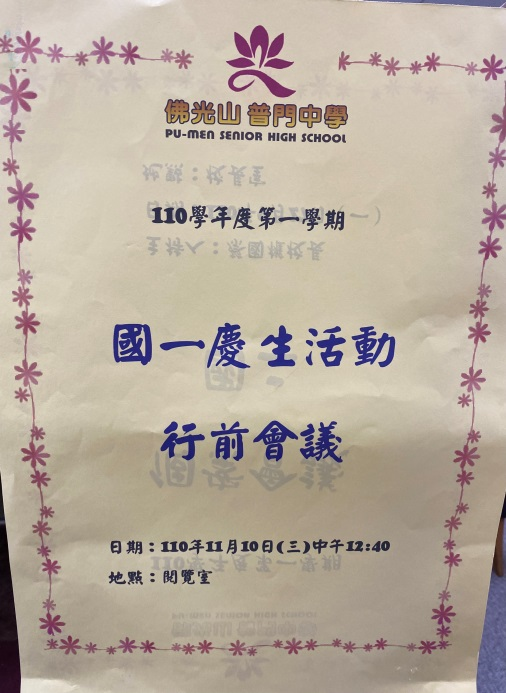 佛光山 普門中學
PU-MEN SENIOR HIGH SCHOOL
110學年度第一學期
國一慶生活動
行前會議
日期：110年11月10日(三)中午12:40
地點：閱覽室